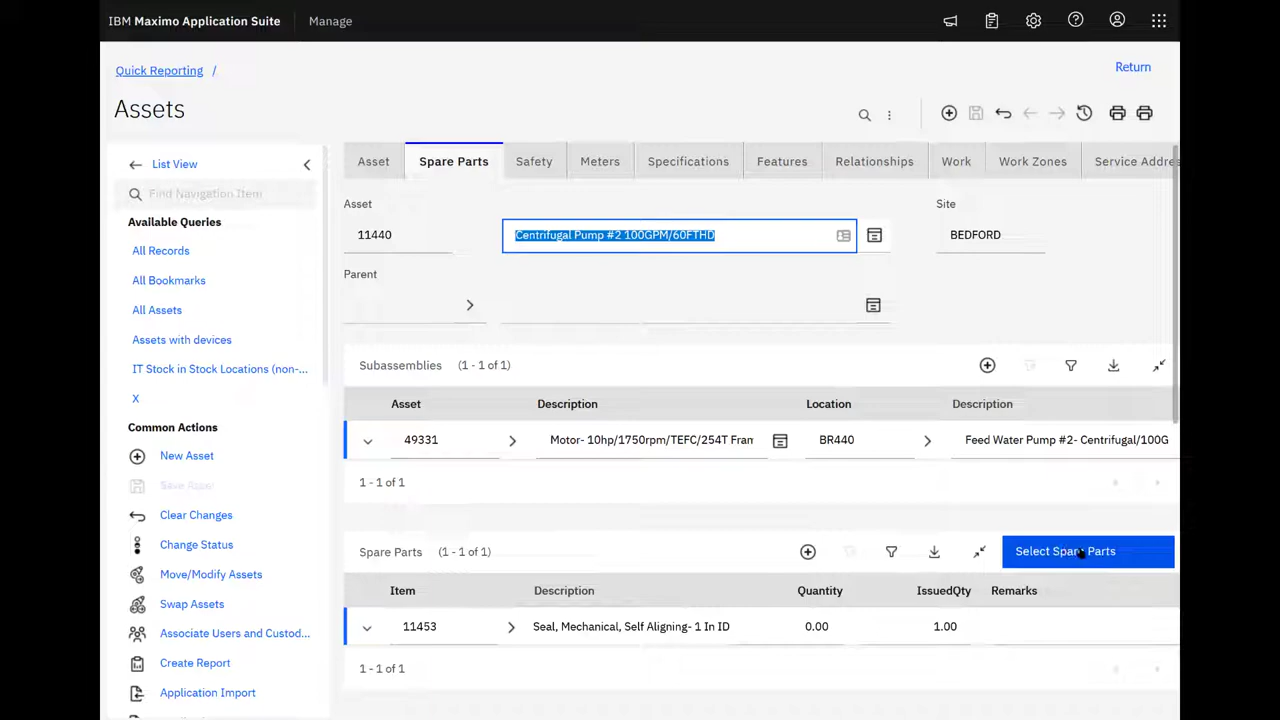 IBM Maximo Application Suite Manage
Quick Reporting /
Return
Assets
List View
Find Navigation Item
Available Queries
All Records
All Bookmarks
All Assets
Assets with devices
IT Stock in Stock Locations (non-...
X
Common Actions
New Asset
Save Asset
Clear Changes
Change Status
Move/Modify Assets
Swap Assets
Associate Users and Custod...
Create Report
Application Import
Asset Spare Parts Safety Meters Specifications Features Relationships Work Work Zones Service Addre
Asset Site
11440 Centrifugal Pump #2 100GPM/60FTHD BEDFORD
Parent
Subassemblies (1 - 1 of 1)
Asset Description Location Description
49331 Motor- 10hp/1750rpm/TEFC/254T Fran BR440 Feed Water Pump #2- Centrifugal/100G
1 - 1 of 1
Spare Parts (1 - 1 of 1) Select Spare Parts
Item Description Quantity IssuedQty Remarks
11453 Seal, Mechanical, Self Aligning- 1 In ID 0.00 1.00
1 - 1 of 1